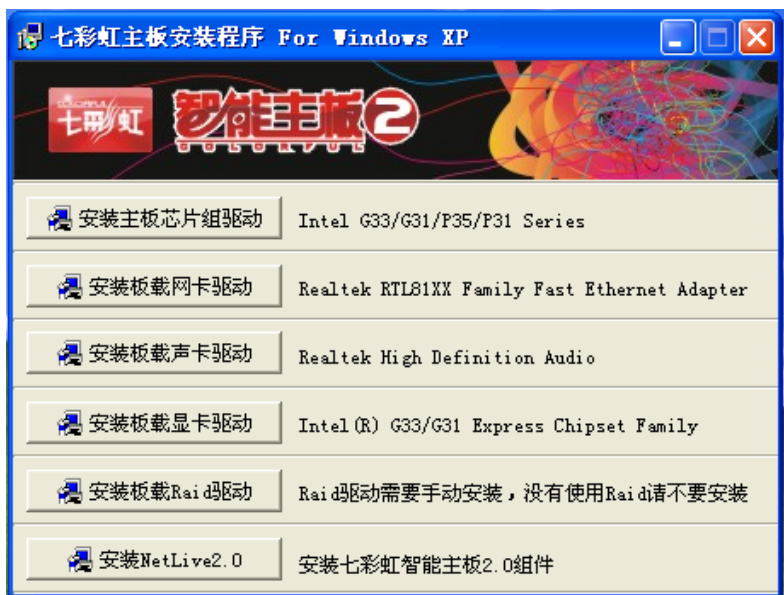 七彩虹主板安装程序 For Windows XP
COLORFUL
七彩虹 智能主板2
COLORFUL
安装主板芯片组驱动 Intel G33/G31/P35/P31 Series
安装板载网卡驱动 Realtek RTL81XX Family Fast Ethernet Adapter
安装板载声卡驱动 Realtek High Definition Audio
安装板载显卡驱动 Intel(R) G33/G31 Express Chipset Family
安装板载Raid驱动 Raid驱动需要手动安装，没有使用Raid请不要安装
安装NetLive2.0 安装七彩虹智能主板2.0组件